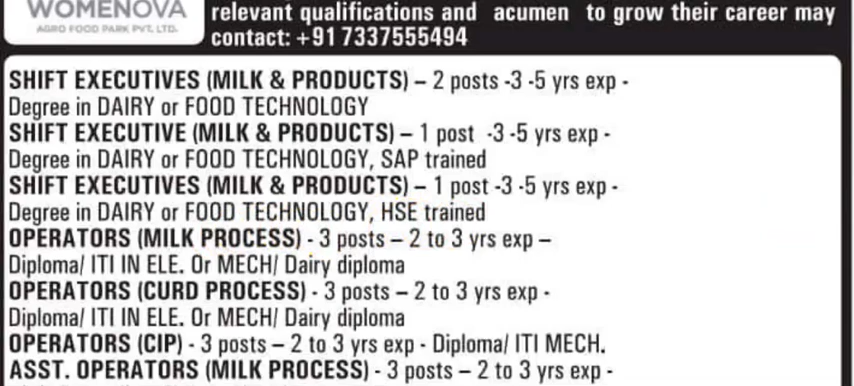 WOMENOVA
AGRO FOOD PARK PVT. LTD.
relevant qualifications and acumen to grow their career may
contact: +91 7337555494
SHIFT EXECUTIVES (MILK & PRODUCTS) – 2 posts -3 -5 yrs exp -
Degree in DAIRY or FOOD TECHNOLOGY
SHIFT EXECUTIVE (MILK & PRODUCTS) – 1 post -3 -5 yrs exp -
Degree in DAIRY or FOOD TECHNOLOGY, SAP trained
SHIFT EXECUTIVES (MILK & PRODUCTS) – 1 post -3 -5 yrs exp -
Degree in DAIRY or FOOD TECHNOLOGY, HSE trained
OPERATORS (MILK PROCESS) - 3 posts – 2 to 3 yrs exp –
Diploma/ ITI IN ELE. Or MECH/ Dairy diploma
OPERATORS (CURD PROCESS) - 3 posts – 2 to 3 yrs exp -
Diploma/ ITI IN ELE. Or MECH/ Dairy diploma
OPERATORS (CIP) - 3 posts – 2 to 3 yrs exp - Diploma/ ITI MECH.
ASST. OPERATORS (MILK PROCESS) - 3 posts – 2 to 3 yrs exp -